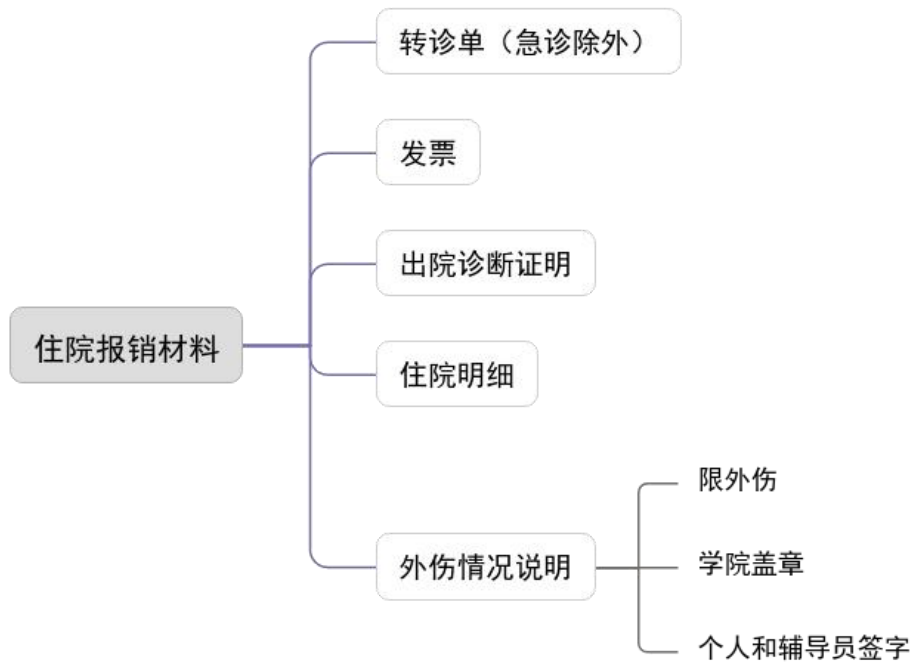 住院报销材料
转诊单（急诊除外）
发票
出院诊断证明
住院明细
外伤情况说明
限外伤
学院盖章
个人和辅导员签字